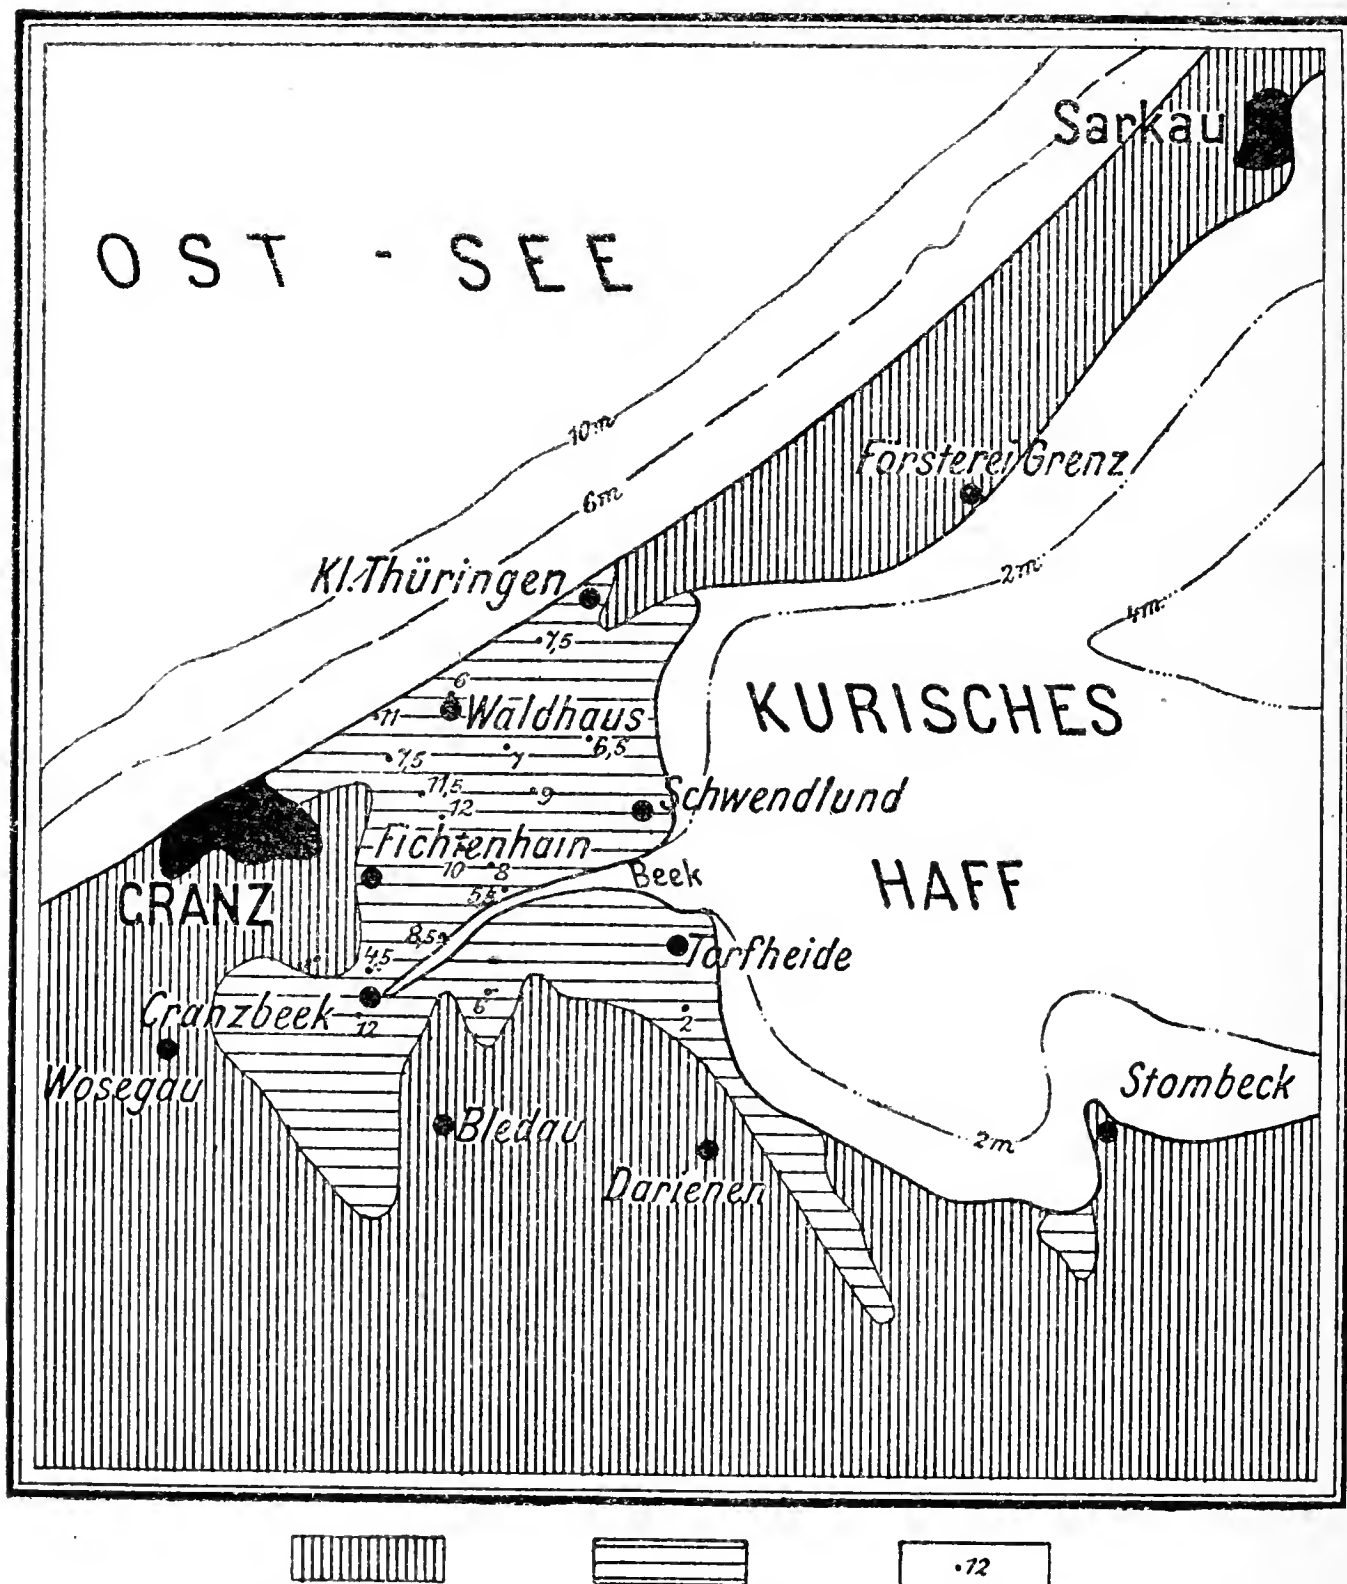 Sarkau
OST - SEE
10m
Försterei Grenz
6m
Kl. Thüringen
2m
4m
7,5
6
KURISCHES
11
Waldhaus
7,5
7
6,5
11,5
9
Schwendlund
12
Fichtenhain
10
8
HAFF
Beek
5,5
CRANZ
8,5
4,5
Torfheide
6
2
Cranzbeek
12
Wosegau
Stombeck
Bledau
2m
Darienen
12